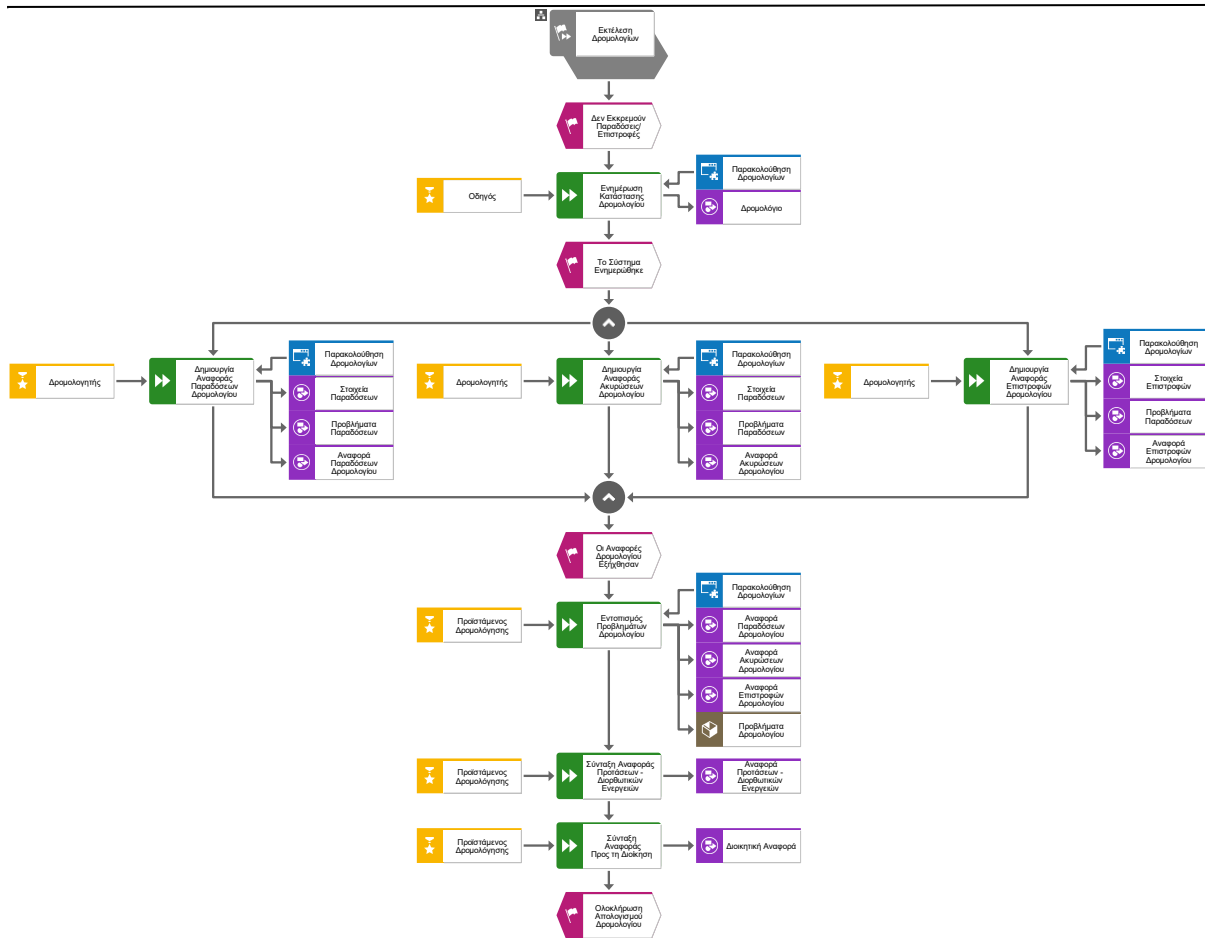 Εκτέλεση
Δρομολογίων
Δεν Εκκρεμούν
Παραδόσεις/
Επιστροφές
Οδηγός
Ενημέρωση
Κατάστασης
Δρομολογίου
Παρακολούθηση
Δρομολογίων
Δρομολόγιο
Το Σύστημα
Ενημερώθηκε
Δρομολογητής
Δημιουργία
Αναφοράς
Παραδόσεων
Δρομολογίου
Παρακολούθηση
Δρομολογίων
Στοιχεία
Παραδόσεων
Προβλήματα
Παραδόσεων
Αναφορά
Παραδόσεων
Δρομολογίου
Δρομολογητής
Δημιουργία
Αναφοράς
Ακυρώσεων
Δρομολογίου
Παρακολούθηση
Δρομολογίων
Στοιχεία
Παραδόσεων
Προβλήματα
Παραδόσεων
Αναφορά
Ακυρώσεων
Δρομολογίου
Δρομολογητής
Δημιουργία
Αναφοράς
Επιστροφών
Δρομολογίου
Παρακολούθηση
Δρομολογίων
Στοιχεία
Επιστροφών
Προβλήματα
Παραδόσεων
Αναφορά
Επιστροφών
Δρομολογίου
Οι Αναφορές
Δρομολογίου
Εξήχθησαν
Προϊστάμενος
Δρομολόγησης
Εντοπισμός
Προβλημάτων
Δρομολογίου
Παρακολούθηση
Δρομολογίων
Αναφορά
Παραδόσεων
Δρομολογίου
Αναφορά
Ακυρώσεων
Δρομολογίου
Αναφορά
Επιστροφών
Δρομολογίου
Προβλήματα
Δρομολογίου
Προϊστάμενος
Δρομολόγησης
Σύνταξη Αναφοράς
Προτάσεων -
Διορθωτικών
Ενεργειών
Αναφορά
Προτάσεων -
Διορθωτικών
Ενεργειών
Προϊστάμενος
Δρομολόγησης
Σύνταξη
Αναφοράς
Προς τη Διοίκηση
Διοικητική Αναφορά
Ολοκλήρωση
Απολογισμού
Δρομολογίου